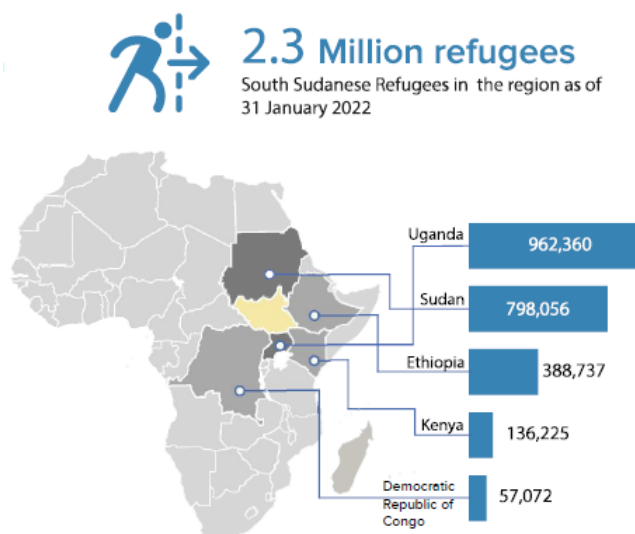 2.3 Million refugees
South Sudanese Refugees in the region as of
31 January 2022
Uganda
962,360
Sudan
798,056
Ethiopia
388,737
Kenya
136,225
Democratic
Republic of
Congo
57,072